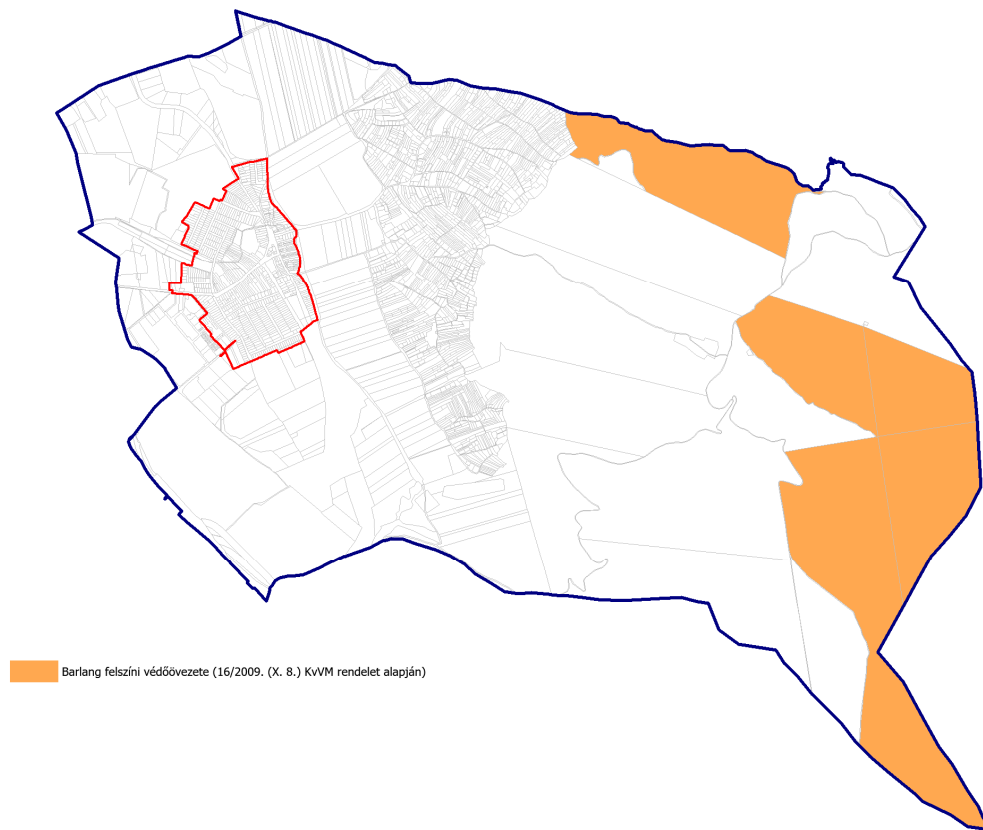 Barlang felszíni védőövezete (16/2009. (X. 8.) KvVM rendelet alapján)